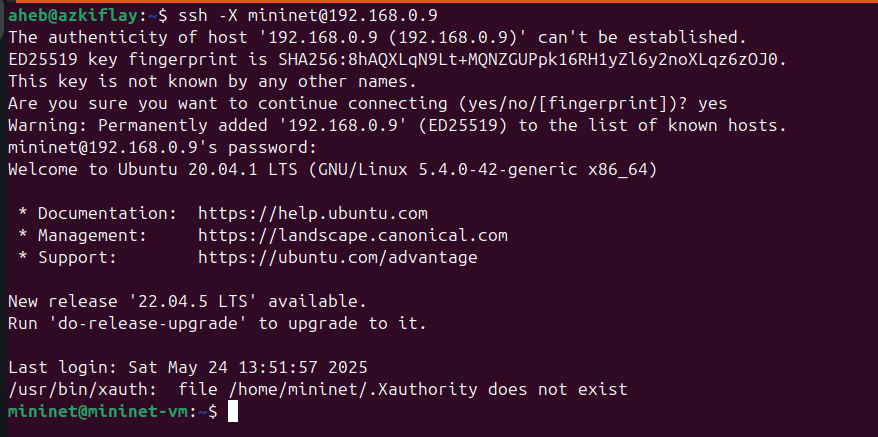 aheb@azkiflay:~$ ssh -X mininet@192.168.0.9
The authenticity of host '192.168.0.9 (192.168.0.9)' can't be established.
ED25519 key fingerprint is SHA256:8hAQXLqN9Lt+MQNZGUPpk16RH1yZl6y2noXLqz6zOJ0.
This key is not known by any other names.
Are you sure you want to continue connecting (yes/no/[fingerprint])? yes
Warning: Permanently added '192.168.0.9' (ED25519) to the list of known hosts.
mininet@192.168.0.9's password:
Welcome to Ubuntu 20.04.1 LTS (GNU/Linux 5.4.0-42-generic x86_64)

 * Documentation:  https://help.ubuntu.com
 * Management:     https://landscape.canonical.com
 * Support:        https://ubuntu.com/advantage

New release '22.04.5 LTS' available.
Run 'do-release-upgrade' to upgrade to it.

Last login: Sat May 24 13:51:57 2025
/usr/bin/xauth:  file /home/mininet/.Xauthority does not exist
mininet@mininet-vm:~$